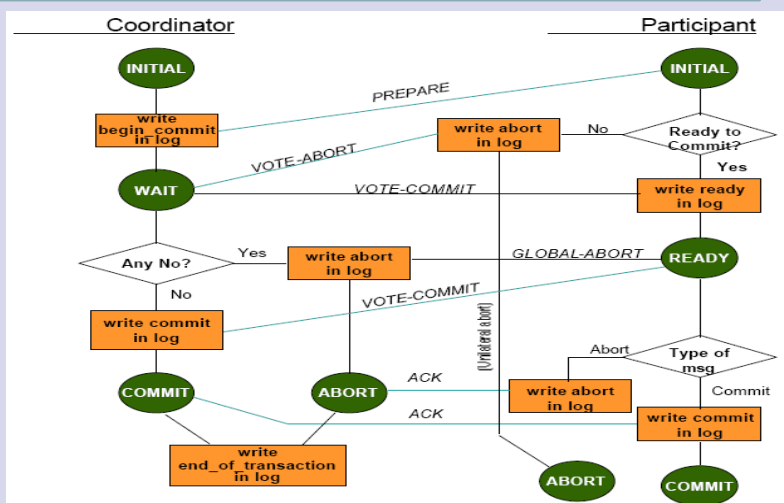 Coordinator
Participant
INITIAL
INITIAL
PREPARE
write
begin_commit
in log
write abort
in log
No
Ready to
Commit?
VOTE-ABORT
Yes
WAIT
VOTE-COMMIT
write ready
in log
Any No?
Yes
write abort
in log
GLOBAL-ABORT
READY
No
VOTE-COMMIT
write commit
in log
(Unilateral abort)
Abort
Type of
msg
COMMIT
ABORT
ACK
write abort
in log
Commit
ACK
write commit
in log
write
end_of_transaction
in log
ABORT
COMMIT